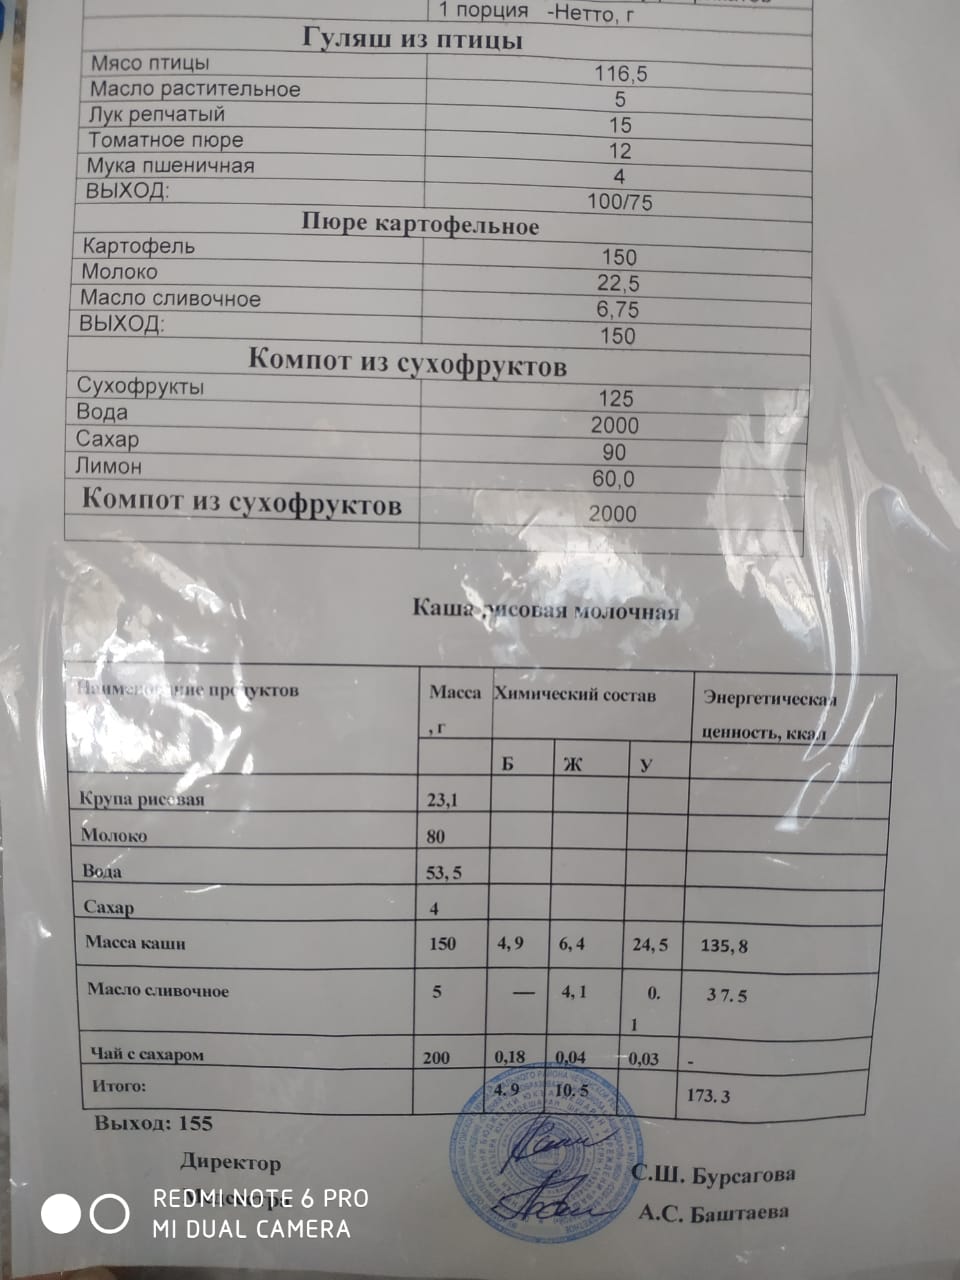 1 порция -Нетто, г
Гуляш из птицы
Мясо птицы 116,5
Масло растительное 5
Лук репчатый 15
Томатное пюре 12
Мука пшеничная 4
ВЫХОД: 100/75
Пюре картофельное
Картофель 150
Молоко 22,5
Масло сливочное 6,75
ВЫХОД: 150
Компот из сухофруктов
Сухофрукты 125
Вода 2000
Сахар 90
Лимон 60,0
Компот из сухофруктов 2000
Каша рисовая молочная
Наименование продуктов Масса Химический состав Энергетическая
, г ценность, ккал
Б Ж У
Крупа рисовая 23,1
Молоко 80
Вода 53,5
Сахар 4
Масса каши 150 4,9 6,4 24,5 135,8
Масло сливочное 5 — 4,1 0. 37.5
1
Чай с сахаром 200 0,18 0,04 0,03 -
Итого: 4.9 10.5 173.3
Выход: 155
Директор С.Ш. Бурсагова
А.С. Баштаева
REDMI NOTE 6 PRO
MI DUAL CAMERA